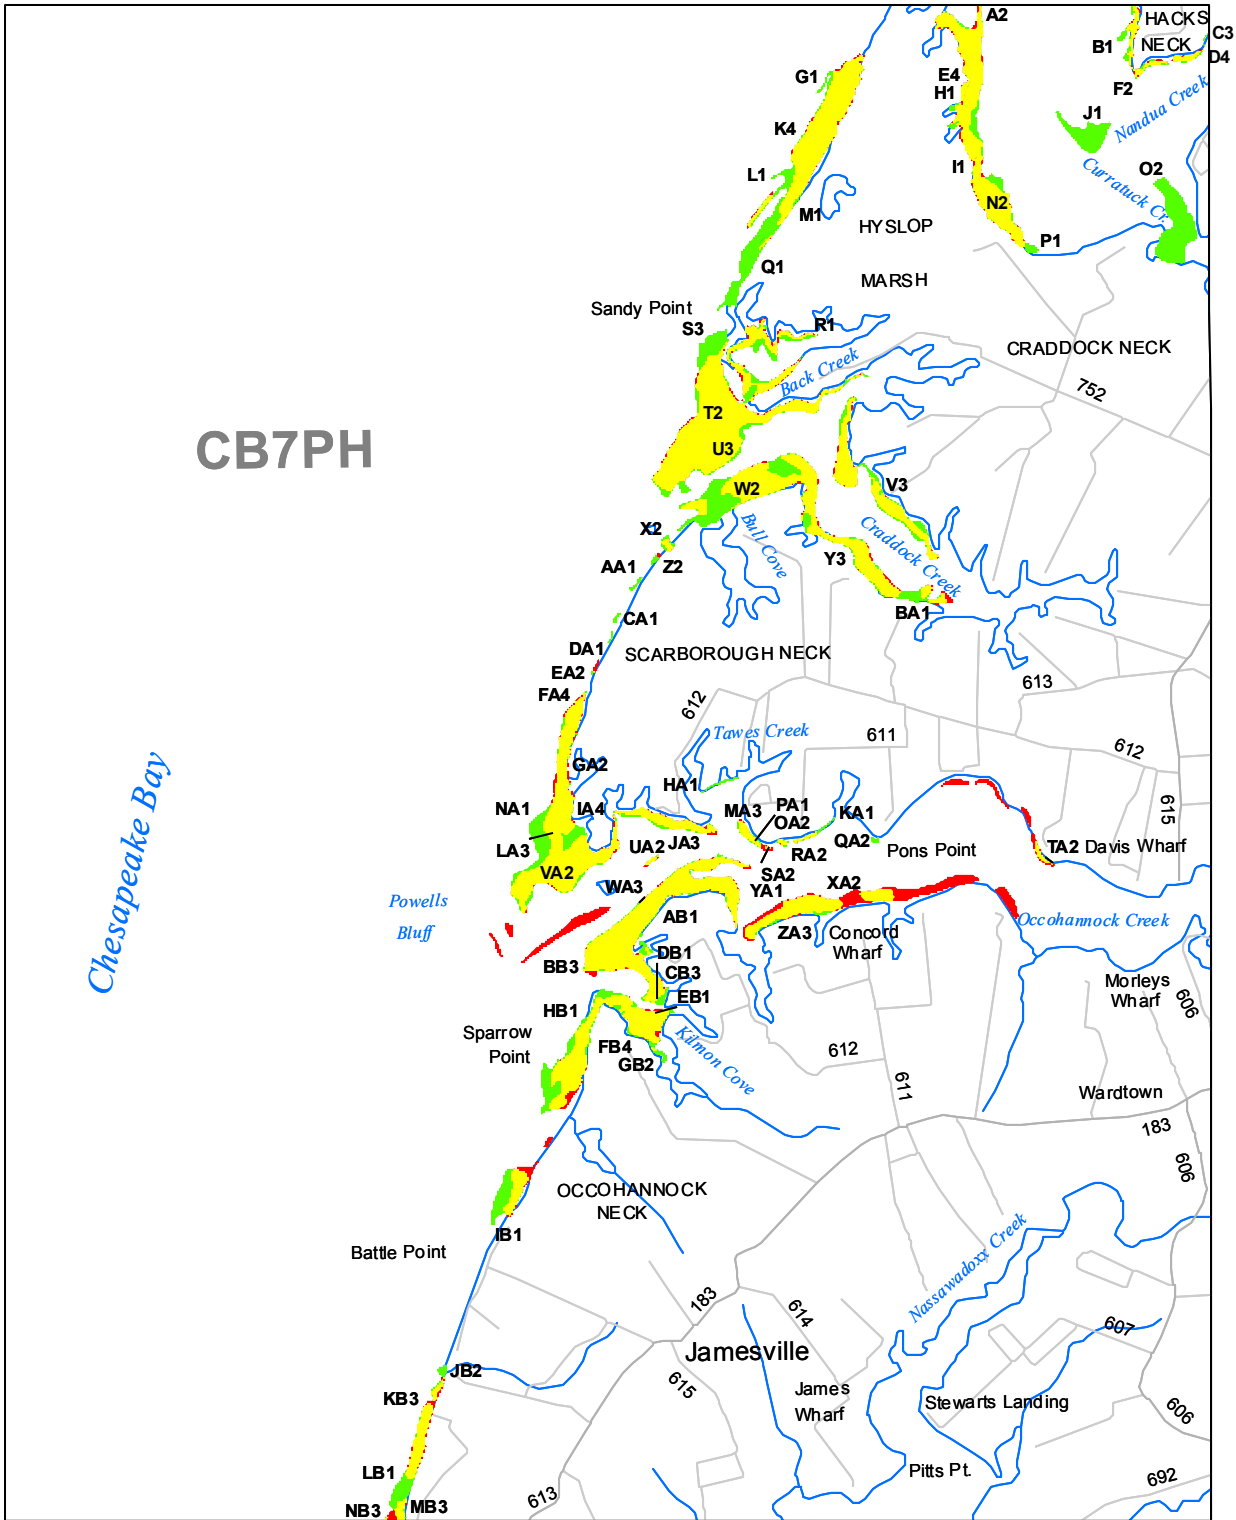 A2
HACKS
NECK
C3
B1
D4
G1
E4
H1
F2
K4
J1
Nandua Creek
L1
I1
O2
Curratuck Cr.
M1
N2
HYSLOP
P1
Q1
MARSH
Sandy Point
S3
R1
CRADDOCK NECK
Back Creek
752
T2
U3
CB7PH
W2
V3
X2
Bull Cove
Craddock Creek
Y3
AA1
Z2
BA1
CA1
DA1
SCARBOROUGH NECK
EA2
613
FA4
612
Tawes Creek
611
612
GA2
HA1
NA1
IA4
MA3
PA1
OA2
KA1
615
LA3
UA2
JA3
RA2
QA2
Pons Point
TA2
Davis Wharf
VA2
SA2
WA3
YA1
XA2
Powells
Bluff
AB1
ZA3
Concord
Wharf
Occohannock Creek
Chesapeake Bay
DB1
BB3
CB3
EB1
Morleys
Wharf
606
HB1
Sparrow
Point
FB4
GB2
Kilmon Cove
612
611
Wardtown
183
606
OCCOHANNOCK
NECK
IB1
Battle Point
Nassawadoxx Creek
183
614
607
Jamesville
JB2
615
KB3
James
Wharf
Stewarts Landing
606
LB1
Pitts Pt.
692
NB3
MB3
613